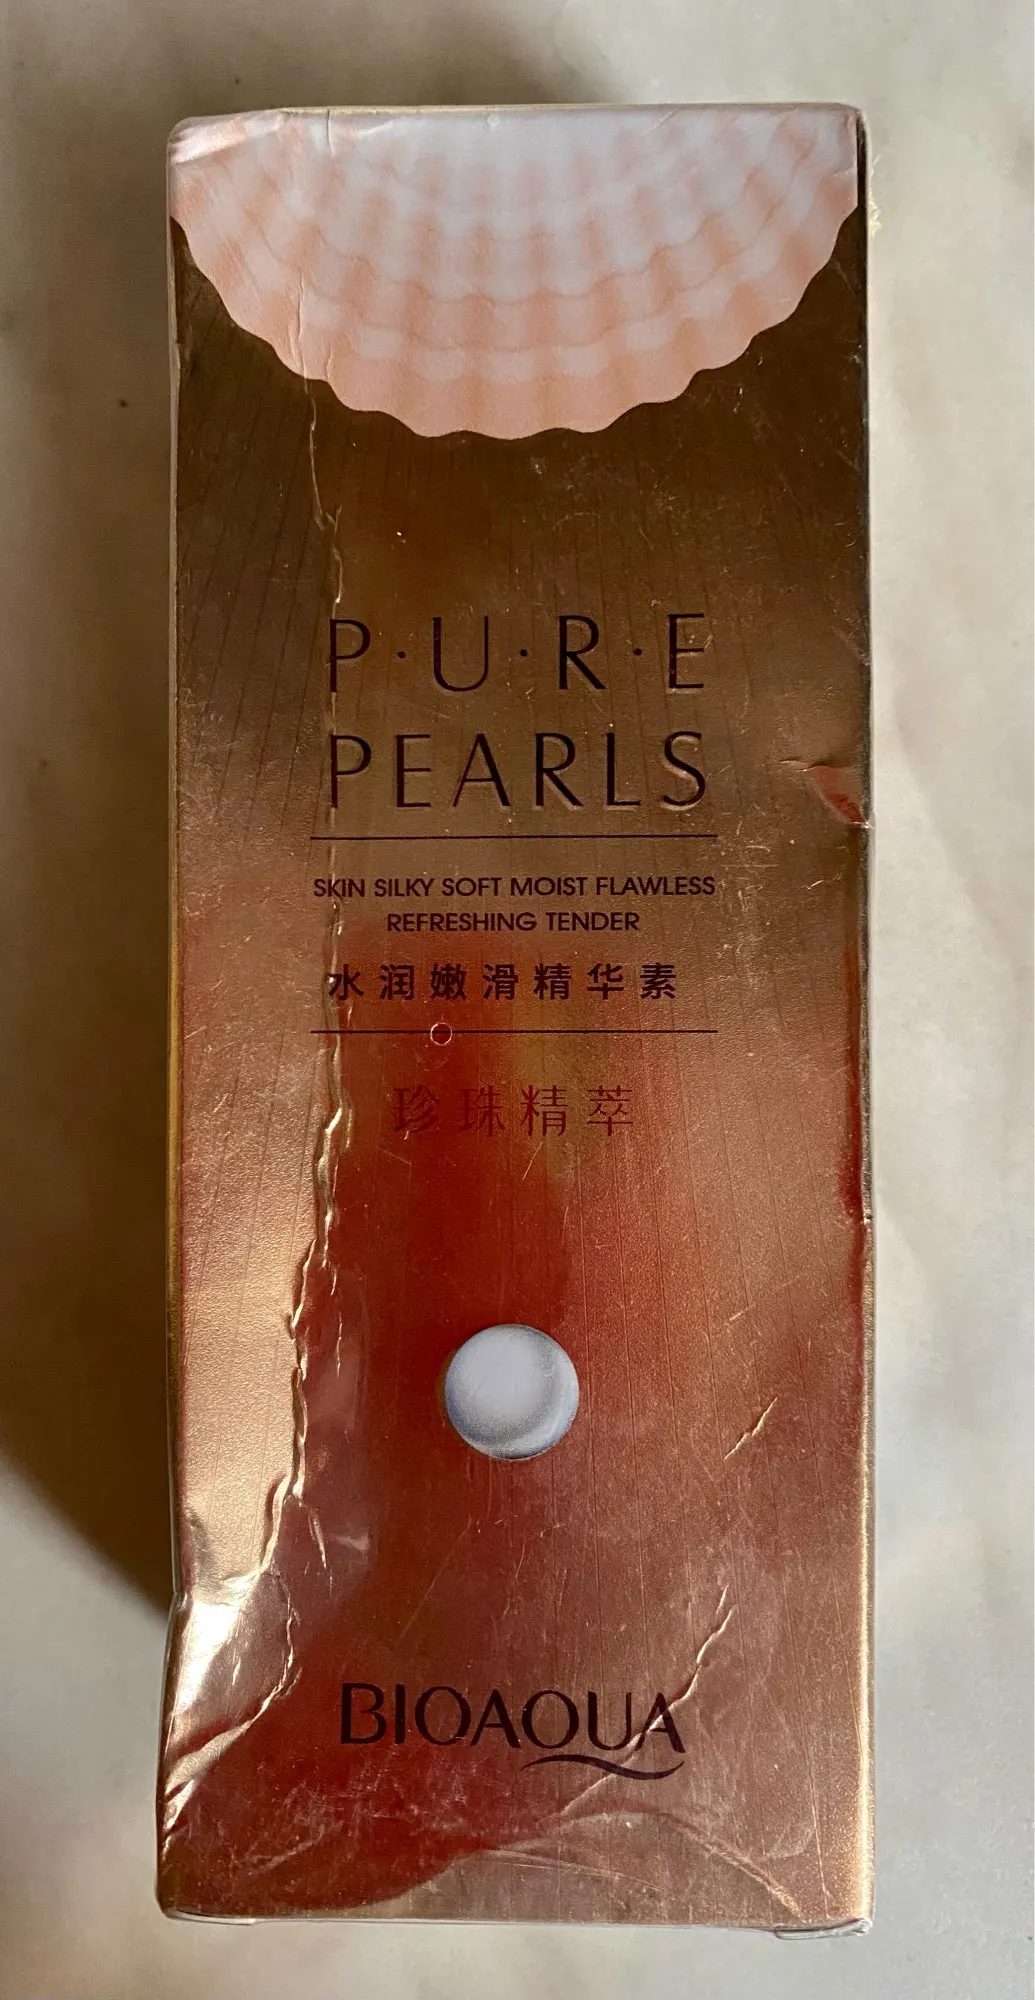 P·U·R·E
PEARLS
SKIN SILKY SOFT MOIST FLAWLESS
REFRESHING TENDER
水润嫩滑精华素
珍珠精萃
BIOAQUA